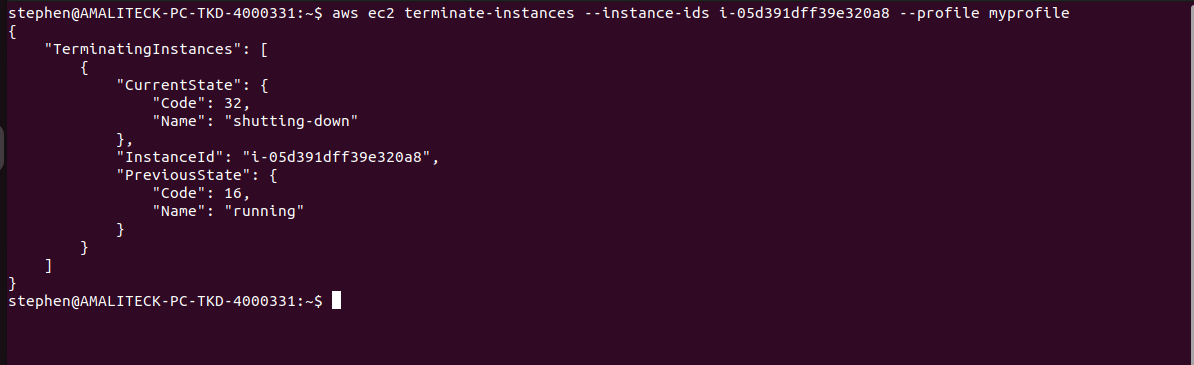 stephen@AMALITECK-PC-TKD-4000331:~$ aws ec2 terminate-instances --instance-ids i-05d391dff39e320a8 --profile myprofile
{
    "TerminatingInstances": [
        {
            "CurrentState": {
                "Code": 32,
                "Name": "shutting-down"
            },
            "InstanceId": "i-05d391dff39e320a8",
            "PreviousState": {
                "Code": 16,
                "Name": "running"
            }
        }
    ]
}
stephen@AMALITECK-PC-TKD-4000331:~$